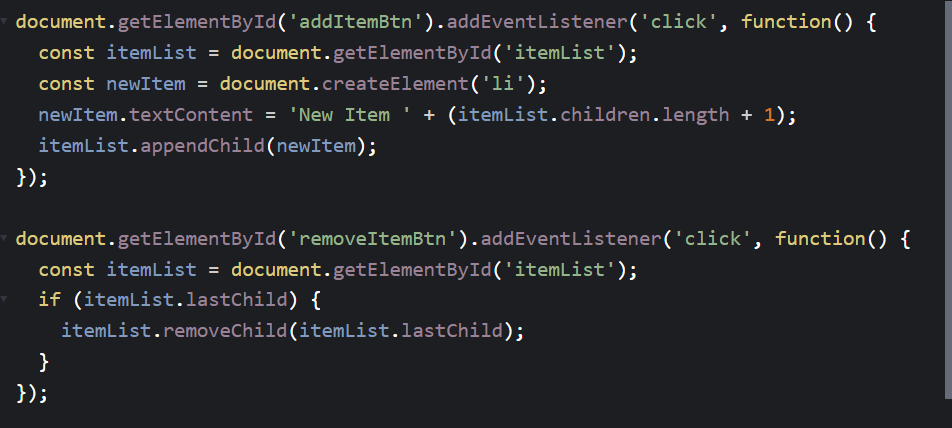 document.getElementById('addItemBtn').addEventListener('click', function() {
  const itemList = document.getElementById('itemList');
  const newItem = document.createElement('li');
  newItem.textContent = 'New Item ' + (itemList.children.length + 1);
  itemList.appendChild(newItem);
});

document.getElementById('removeItemBtn').addEventListener('click', function() {
  const itemList = document.getElementById('itemList');
  if (itemList.lastChild) {
    itemList.removeChild(itemList.lastChild);
  }
});